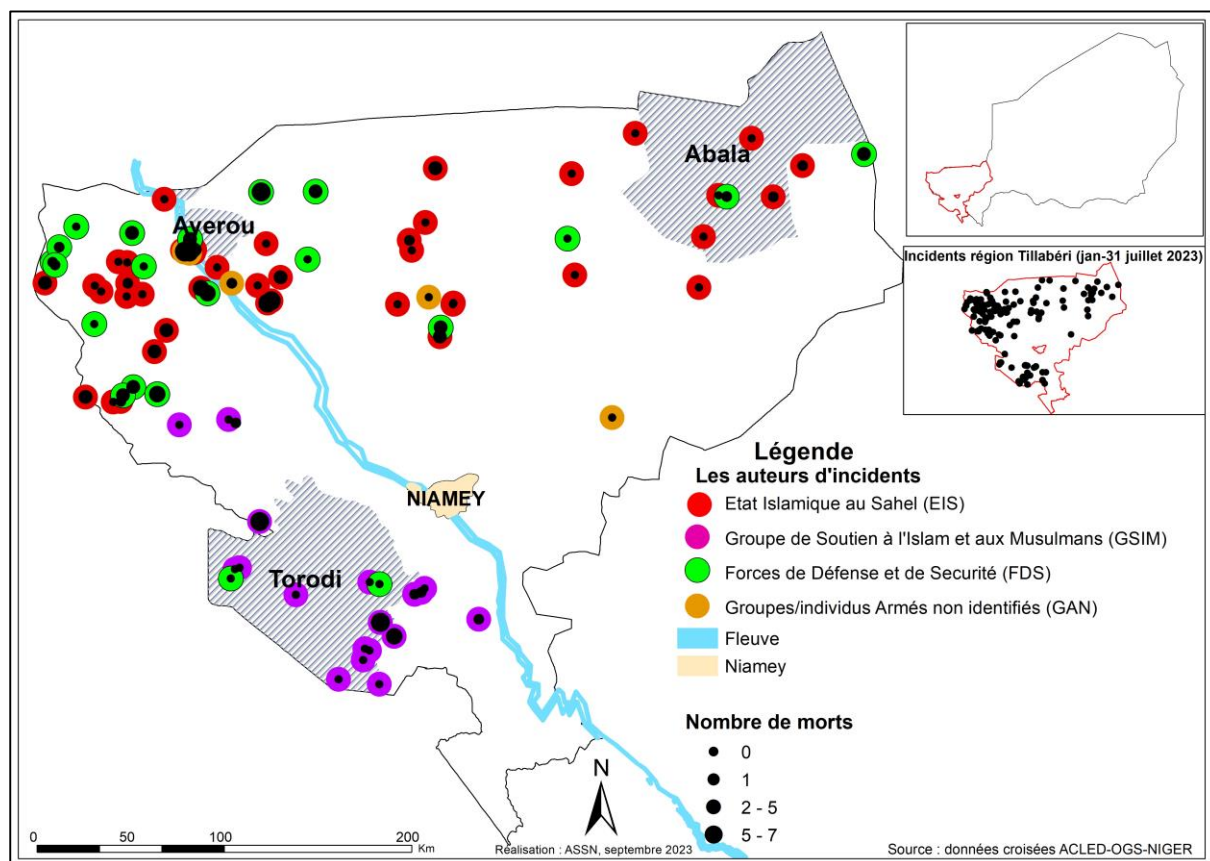 Abala
Ayerou
Incidents région Tillabéri (jan-31 juillet 2023)
Légende
Les auteurs d'incidents
Etat Islamique au Sahel (EIS)
Groupe de Soutien à l'Islam et aux Musulmans (GSIM)
Forces de Défense et de Securité (FDS)
Groupes/individus Armés non identifiés (GAN)
Fleuve
Niamey
NIAMEY
Torodi
Nombre de morts
0
1
2 - 5
5 - 7
N
0 50 100 200
Km
Réalisation : ASSN, septembre 2023
Source : données croisées ACLED-OGS-NIGER